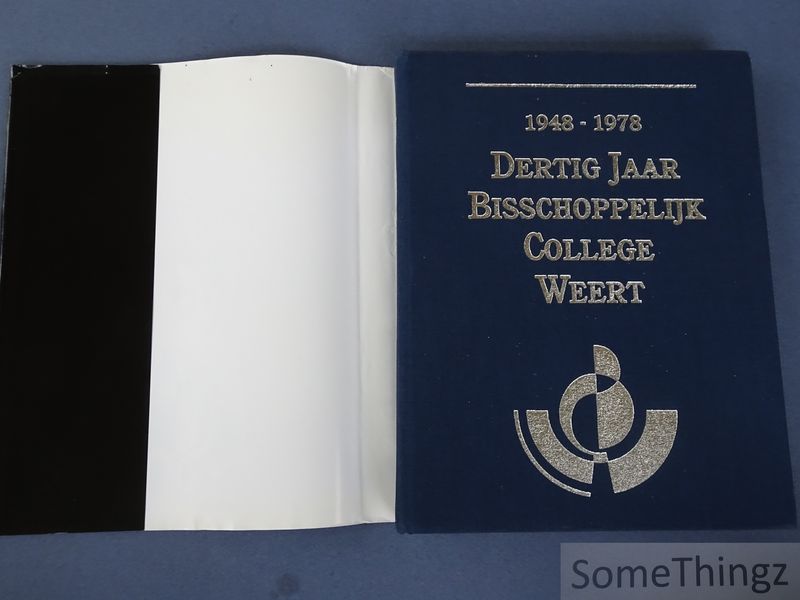 1948 - 1978
DERTIG JAAR
BISSCHOPPELIJK
COLLEGE
WEERT
SomeThingz